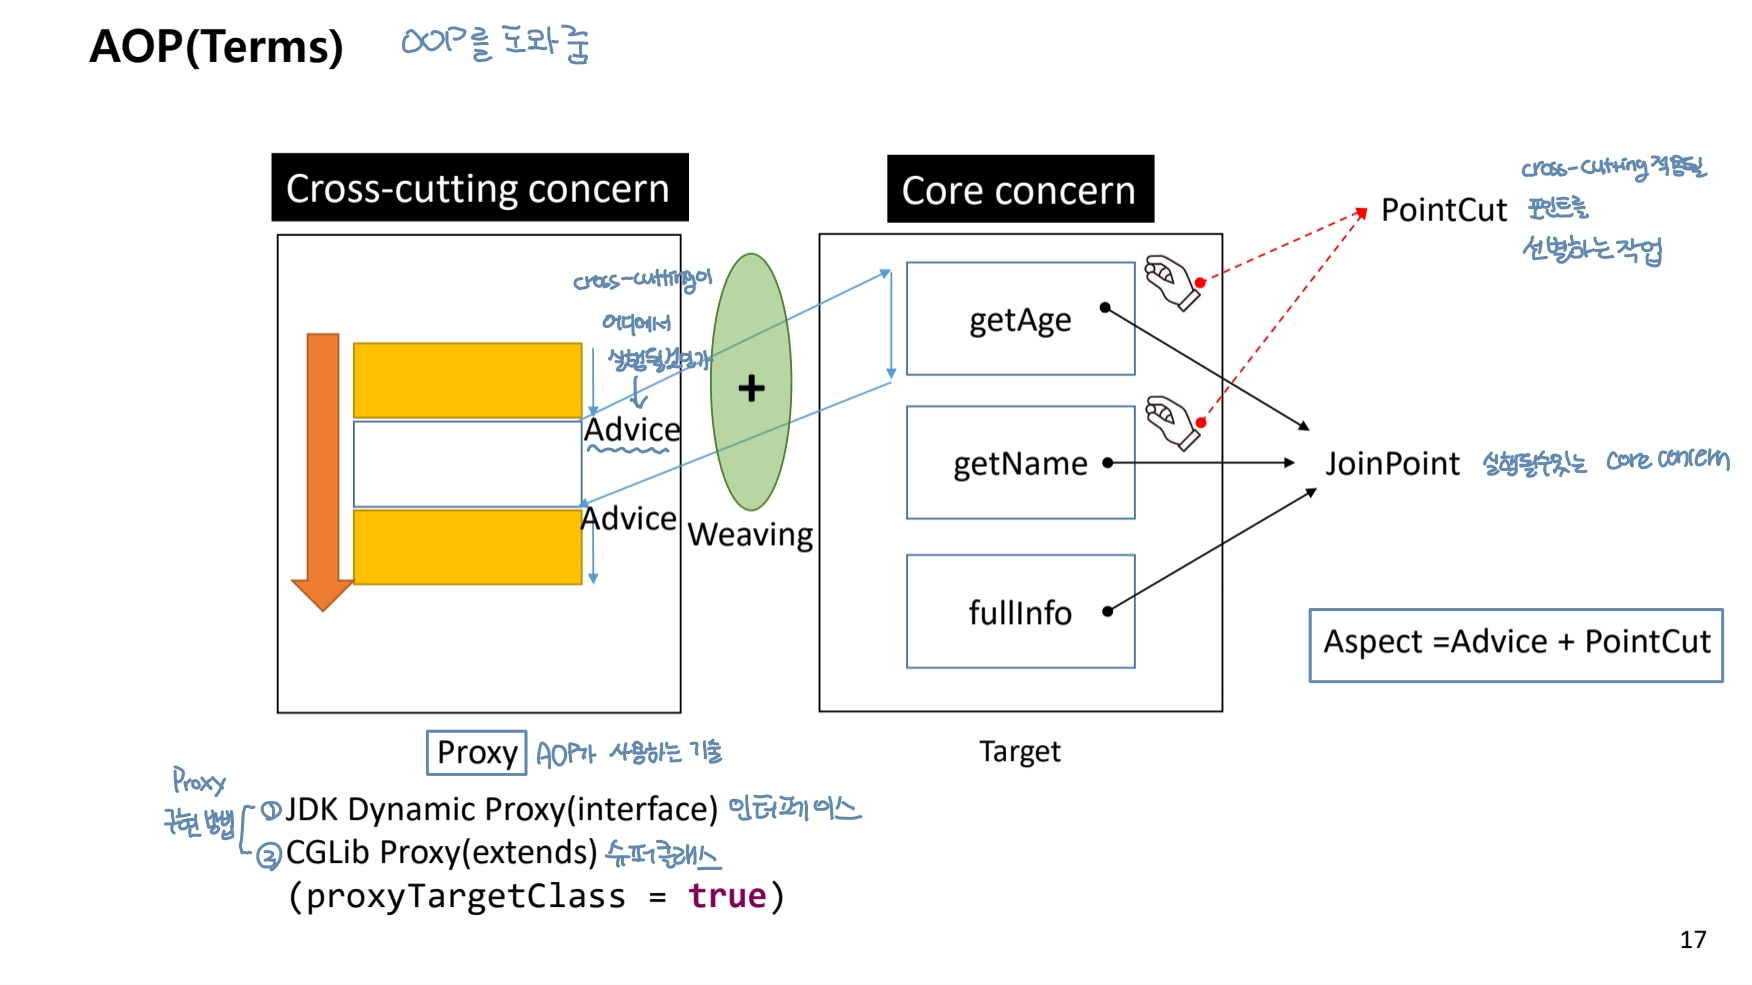 AOP(Terms) OOP를 도와줌
Cross-cutting concern
Core concern
cross-cutting 적용될
PointCut 포인트를
선별하는 작업
cross-cutting이
어디에서
실행될것인가
getAge
+
Advice
getName
JoinPoint 실행될수있는 core concern
Advice
Weaving
fullInfo
Aspect =Advice + PointCut
Proxy AOP가 사용하는 기술
Target
Proxy
구현 방법
①JDK Dynamic Proxy(interface) 인터페이스
②CGLib Proxy(extends) 슈퍼클래스
(proxyTargetClass = true)
17